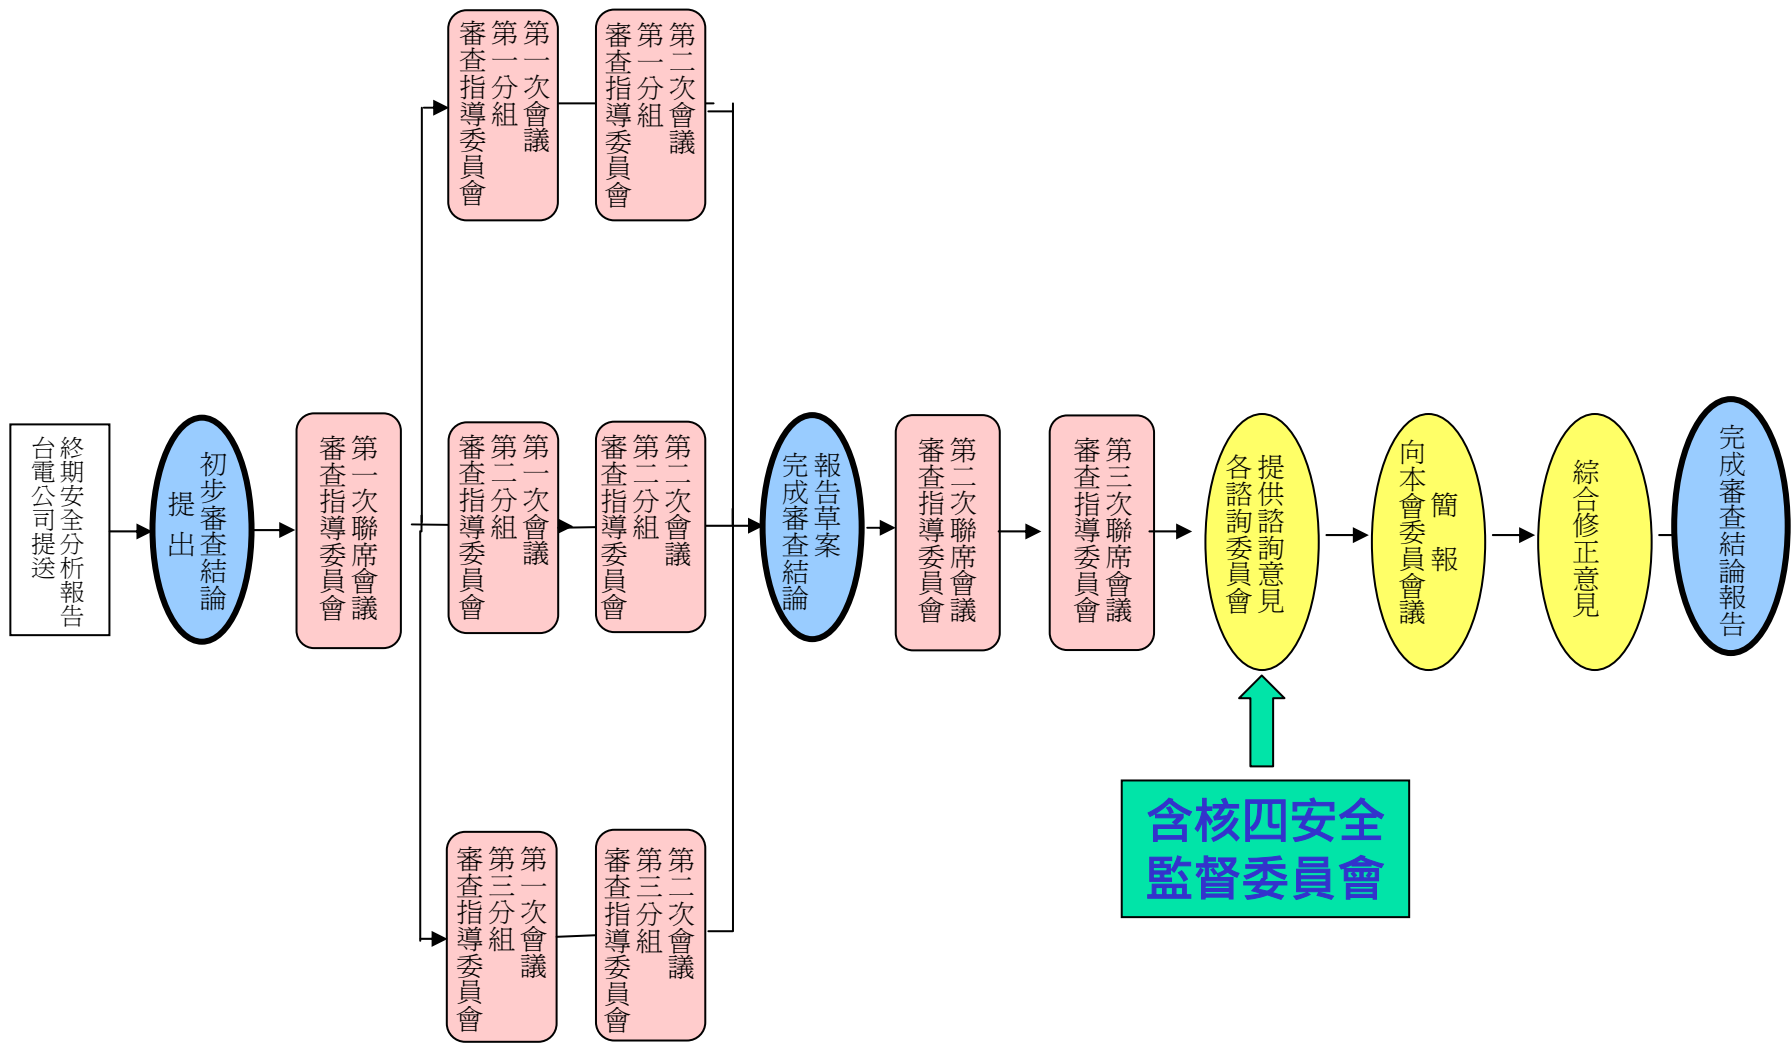 台電公司提送
終期安全分析報告
提出
初步審查結論
審查指導委員會
第一次聯席會議
審查指導委員會
第一分組
第一次會議
審查指導委員會
第一分組
第二次會議
審查指導委員會
第二分組
第一次會議
審查指導委員會
第二分組
第二次會議
審查指導委員會
第三分組
第一次會議
審查指導委員會
第三分組
第二次會議
完成審查結論
報告草案
審查指導委員會
第二次聯席會議
審查指導委員會
第三次聯席會議
各諮詢委員會
提供諮詢意見
向本會委員會議
簡報
綜合修正意見
完成審查結論報告
含核四安全
監督委員會